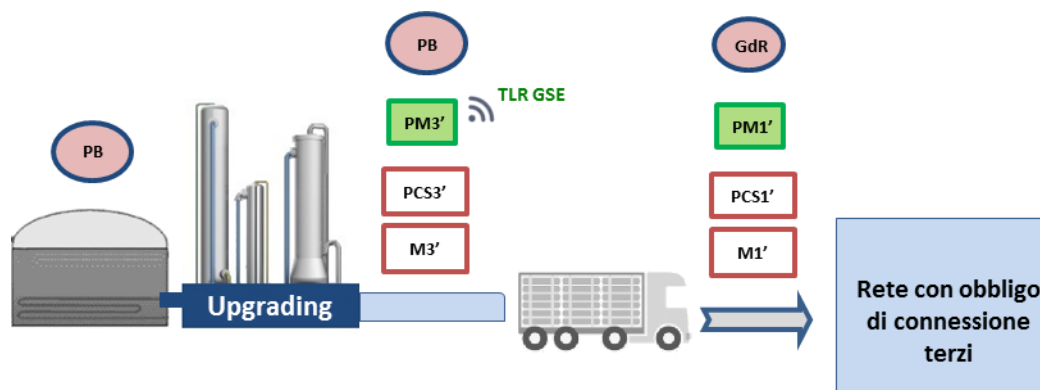 PB
GdR
TLR GSE
PM3’
PM1’
PB
PCS3’
PCS1’
M3’
M1’
Upgrading
Rete con obbligo
di connessione
terzi